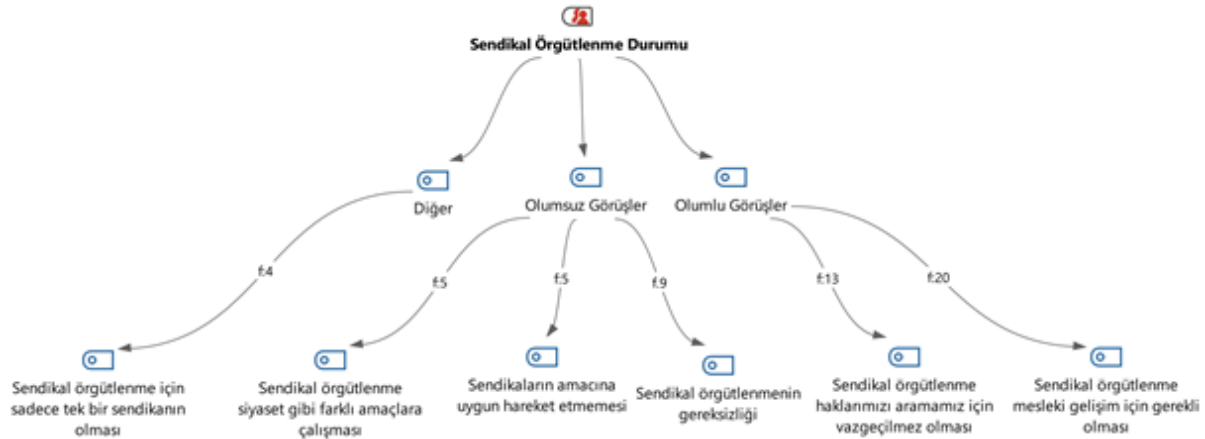 Sendikal Örgütlenme Durumu
Diğer
Olumsuz Görüşler
Olumlu Görüşler
f:4
f:5
f:5
f:9
f:13
f:20
Sendikal örgütlenme için
sadece tek bir sendikanın
olması
Sendikal örgütlenme
siyaset gibi farklı amaçlara
çalışması
Sendikaların amacına
uygun hareket etmemesi
Sendikal örgütlenmenin
gereksizliği
Sendikal örgütlenme
haklarımızı aramamız için
vazgeçilmez olması
Sendikal örgütlenme
mesleki gelişim için gerekli
olması